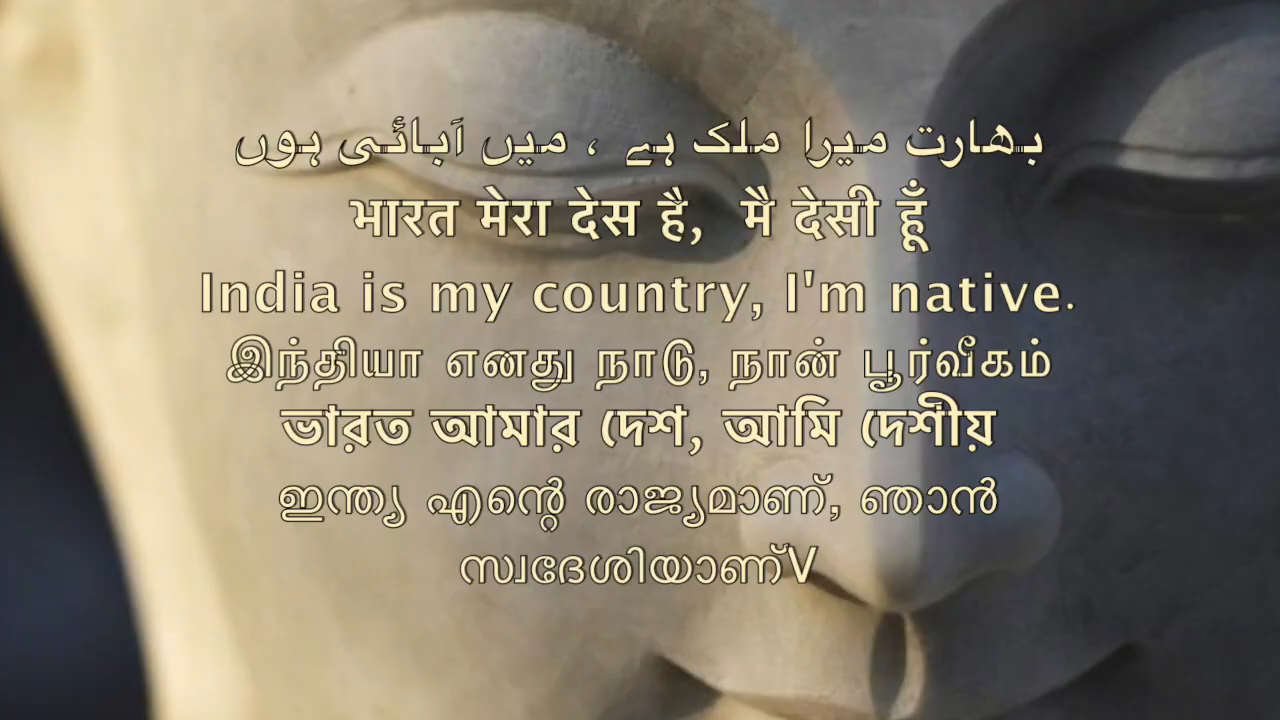 بھارت میرا ملک ہے ، میں آبائی ہوں
भारत मेरा देस है, मै देसी हूँ
India is my country, I'm native.
இந்தியா எனது நாடு, நான் பூர்வீகம்
ভারত আমার দেশ, আমি দেশীয়
ഇന്ത്യ എന്റെ രാജ്യമാണ്, ഞാൻ
സ്വദേശിയാണ്V